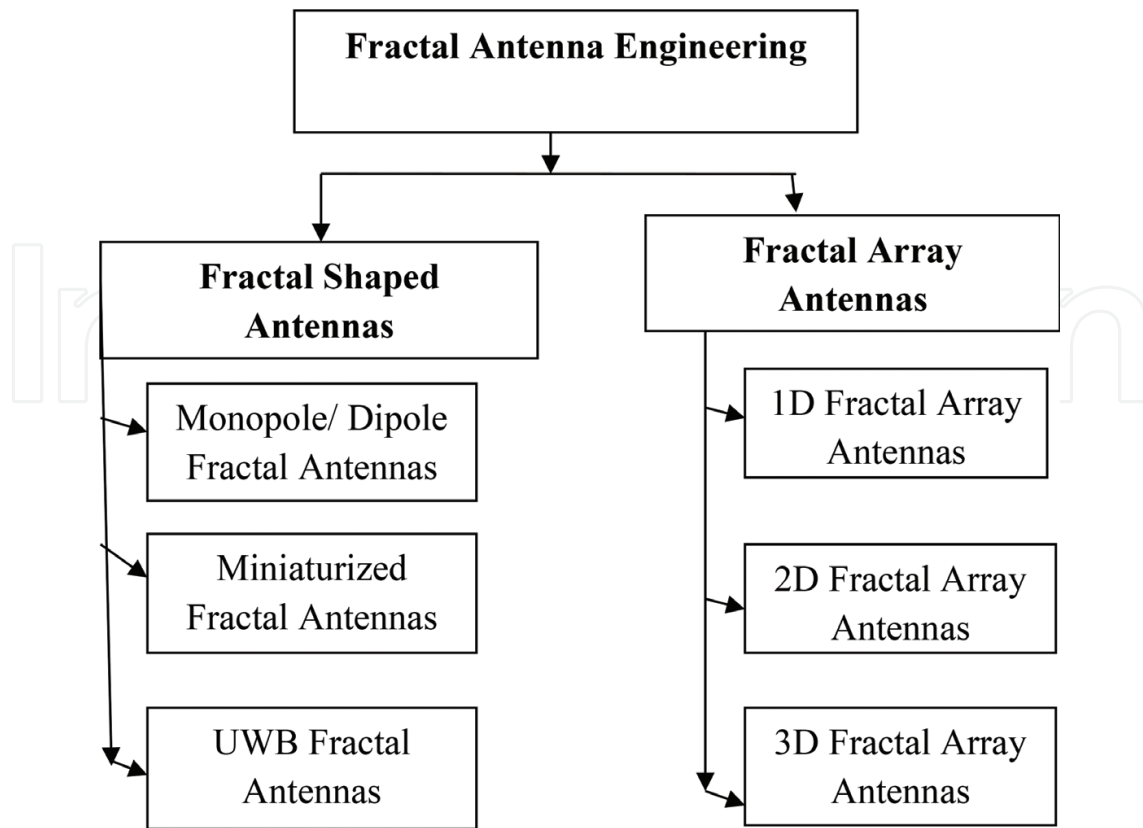 Fractal Antenna Engineering
Fractal Shaped
Antennas
Monopole/ Dipole
Fractal Antennas
Miniaturized
Fractal Antennas
UWB Fractal
Antennas
Fractal Array
Antennas
1D Fractal Array
Antennas
2D Fractal Array
Antennas
3D Fractal Array
Antennas